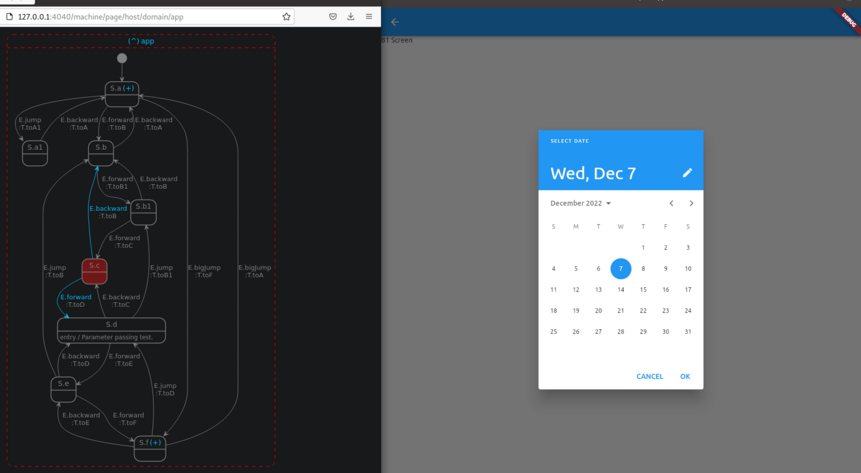 127.0.0.1:4040/machine/page/host/domain/app
(^)app
S.a(+)
E.jump
:T.toA1
E.backward
:T.toA
E.forward
:T.toB
E.backward
:T.toA
S.a1
S.b
E.forward
:T.toB1
E.backward
:T.toB
E.backward
:T.toB
S.b1
E.forward
:T.toC
S.c
E.jump
:T.toB
E.jump
:T.toB1
E.bigJump
:T.toF
E.bigJump
:T.toA
E.forward
:T.toD
E.backward
:T.toC
S.d
entry / Parameter passing test.
E.backward
:T.toD
E.forward
:T.toE
S.e
E.jump
:T.toD
E.backward
:T.toE
E.forward
:T.toF
S.f(+)
DEBUG
B1 Screen
SELECT DATE
Wed, Dec 7
December 2022
S M T W T F S
1 2 3
4 5 6 7 8 9 10
11 12 13 14 15 16 17
18 19 20 21 22 23 24
25 26 27 28 29 30 31
CANCEL OK